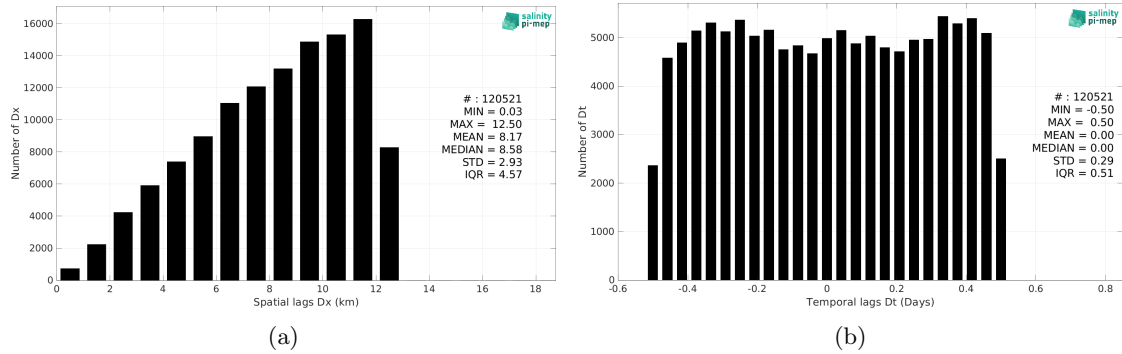 16000
14000
12000
10000
8000
6000
4000
2000
0
Number of Dx
salinity
pi-mep
# : 120521
MIN = 0.03
MAX = 12.50
MEAN = 8.17
MEDIAN = 8.58
STD = 2.93
IQR = 4.57
0 2 4 6 8 10 12 14 16 18
Spatial lags Dx (km)
(a)
5000
4000
3000
2000
1000
0
Number of Dt
salinity
pi-mep
# : 120521
MIN = -0.50
MAX = 0.50
MEAN = 0.00
MEDIAN = 0.00
STD = 0.29
IQR = 0.51
-0.6 -0.4 -0.2 0 0.2 0.4 0.6 0.8
Temporal lags Dt (Days)
(b)